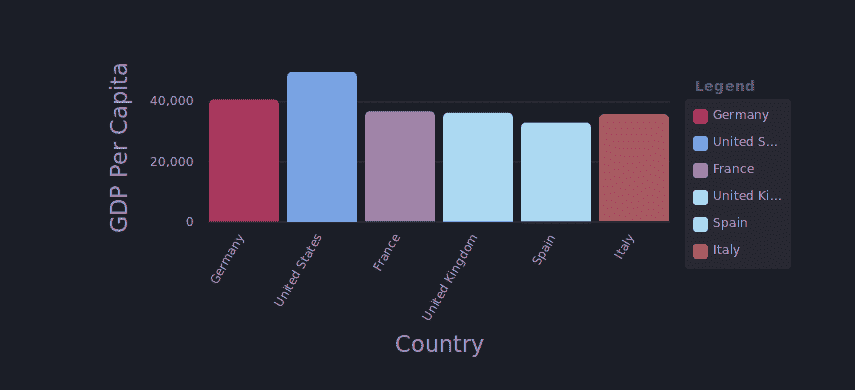 GDP Per Capita
40,000
20,000
0
Germany
United States
France
United Kingdom
Spain
Italy
Country
Legend
Germany
United S...
France
United Ki...
Spain
Italy